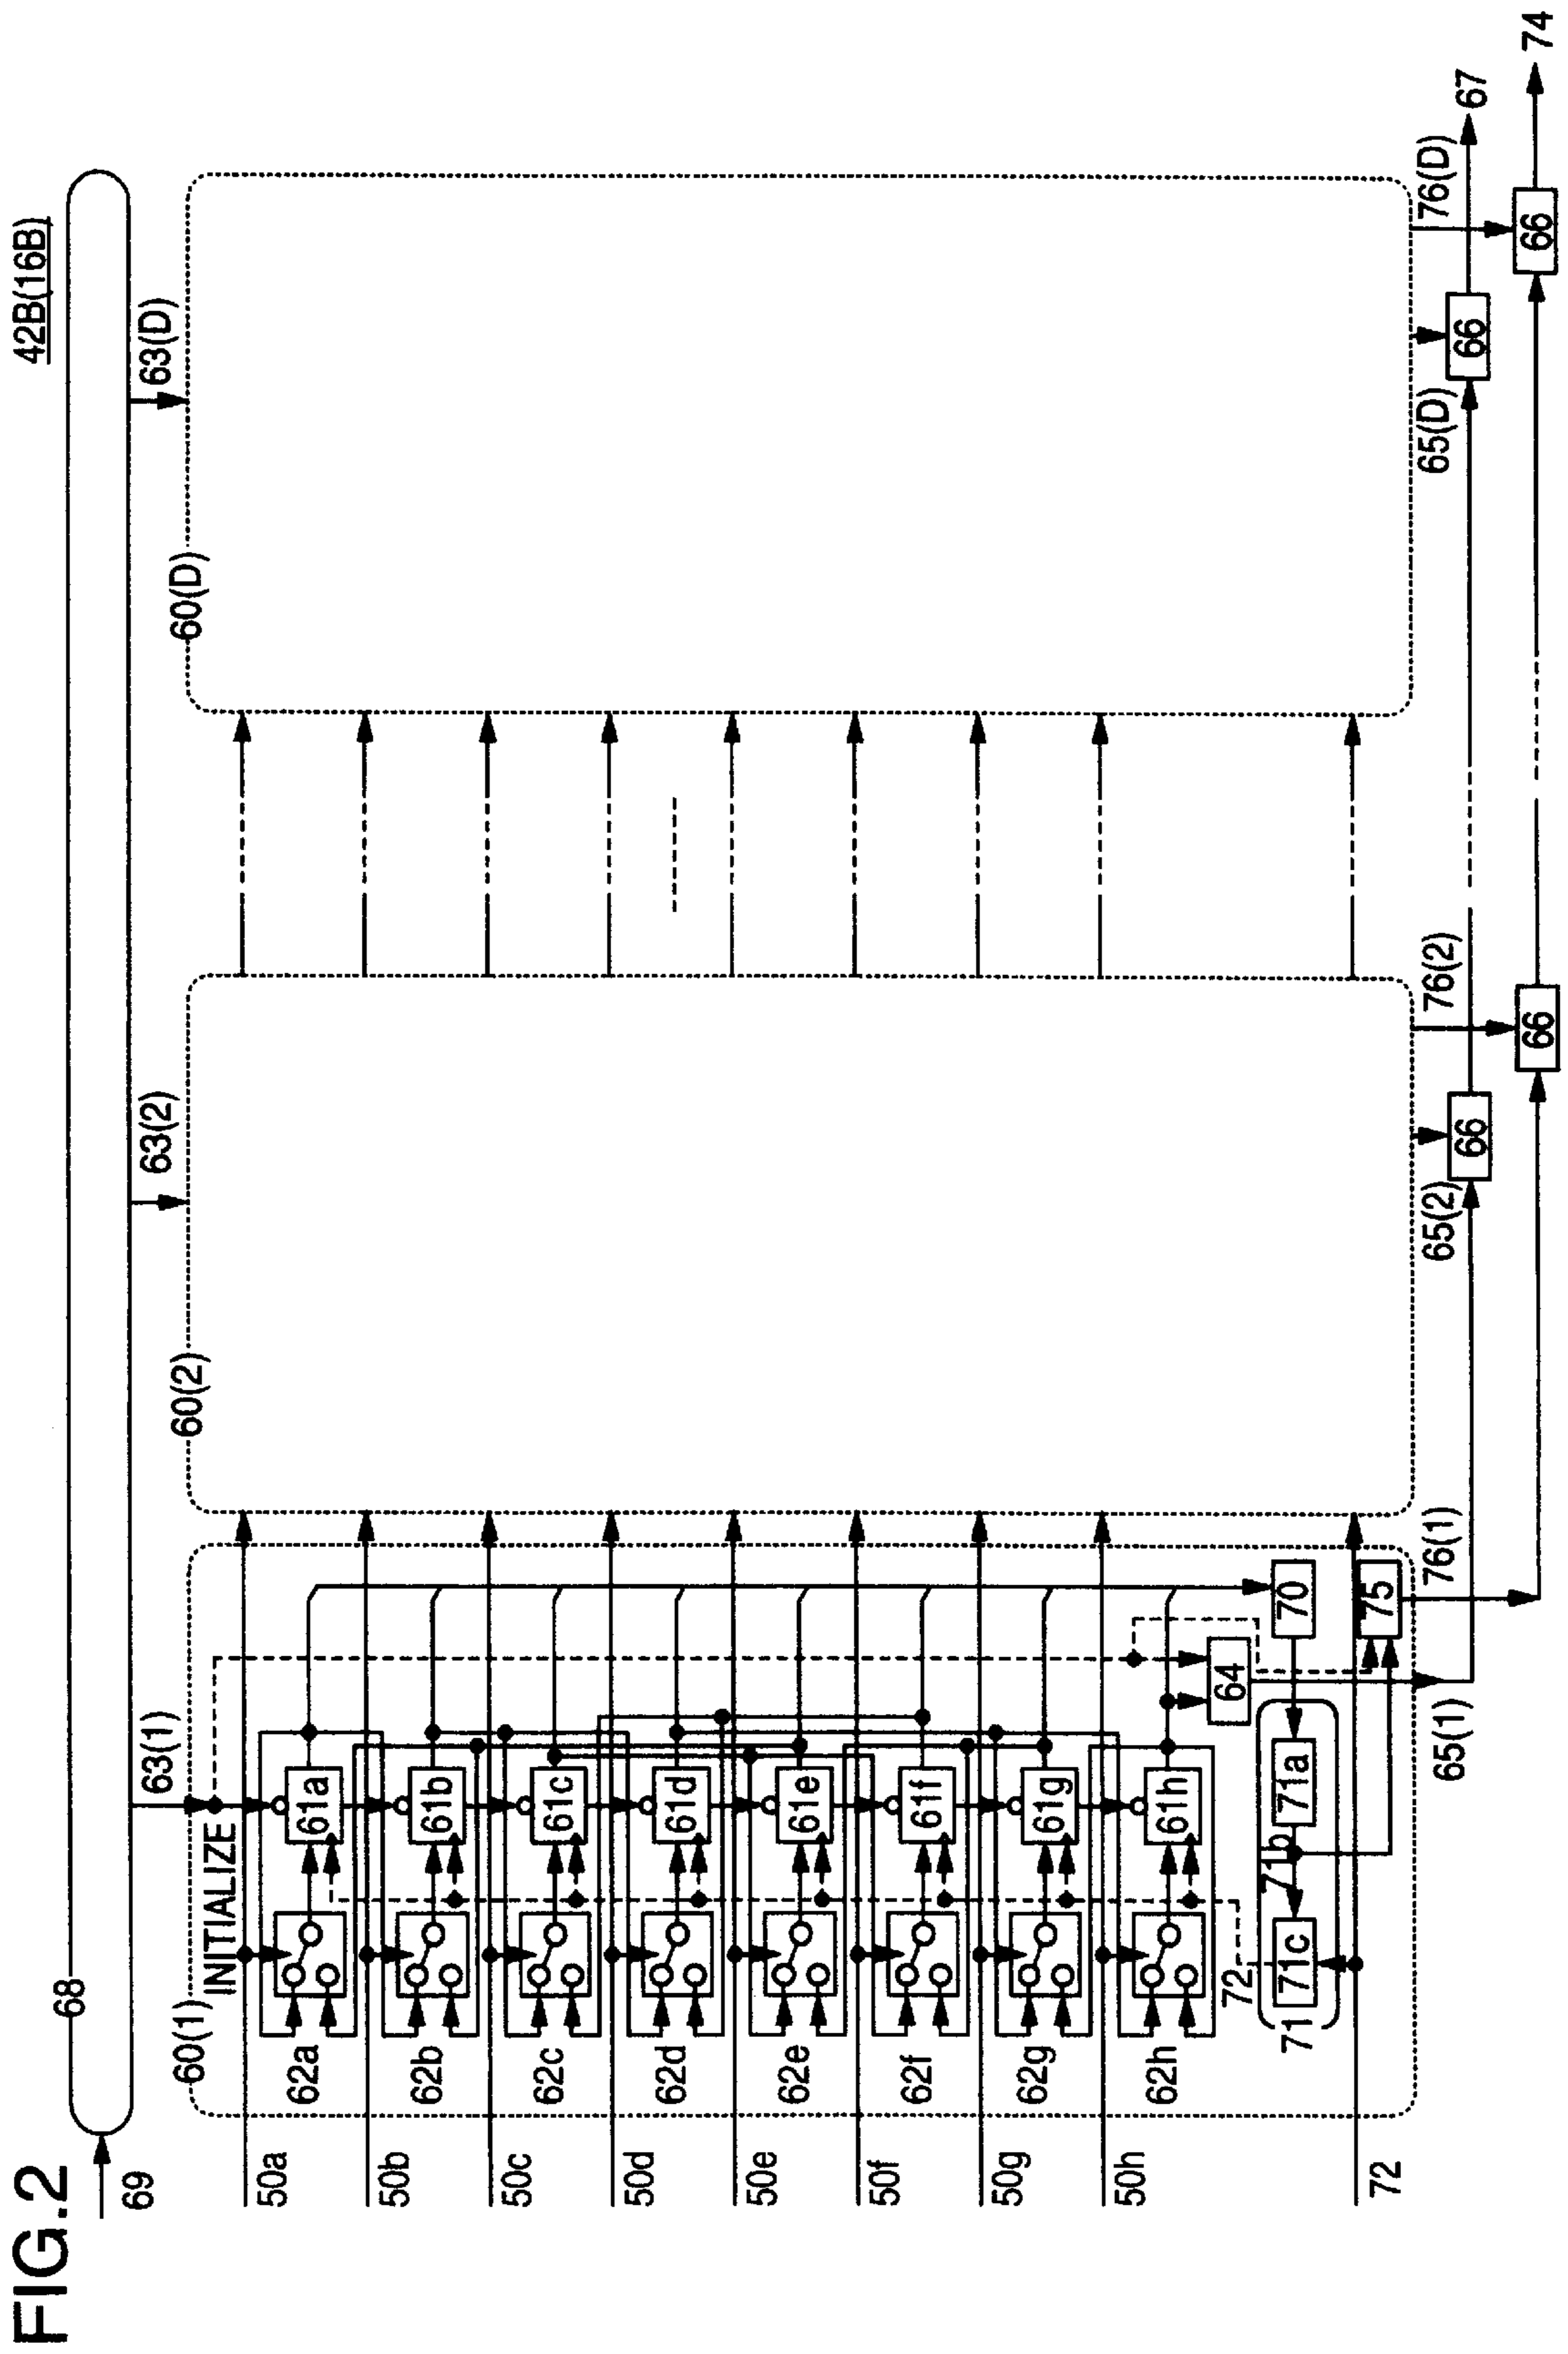 FIG.2
42B(16B)
69
68
63(1)
63(2)
63(D)
60(1)
60(2)
60(D)
INITIALIZE
50a
62a
61a
50b
62b
61b
50c
62c
61c
50d
62d
61d
50e
62e
61e
50f
62f
61f
50g
62g
61g
50h
62h
61h
64
72
71
71c
71b
71a
70
75
72
65(1)
76(1)
65(2)
66
76(2)
65(D)
66
76(D)
67
66
66
74